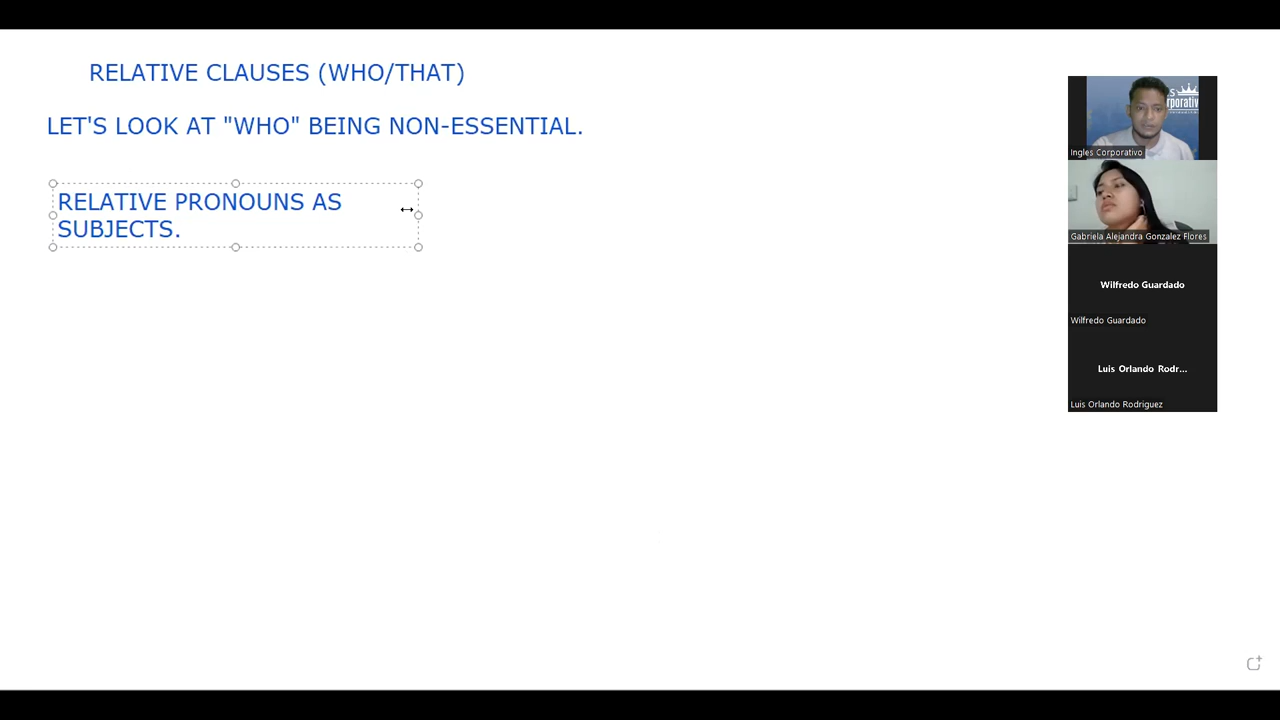 RELATIVE CLAUSES (WHO/THAT)
LET'S LOOK AT "WHO" BEING NON-ESSENTIAL.
RELATIVE PRONOUNS AS
SUBJECTS.
Ingles Corporativo
Gabriela Alejandra Gonzalez Flores
Wilfredo Guardado
Wilfredo Guardado
Luis Orlando Rodr...
Luis Orlando Rodriguez